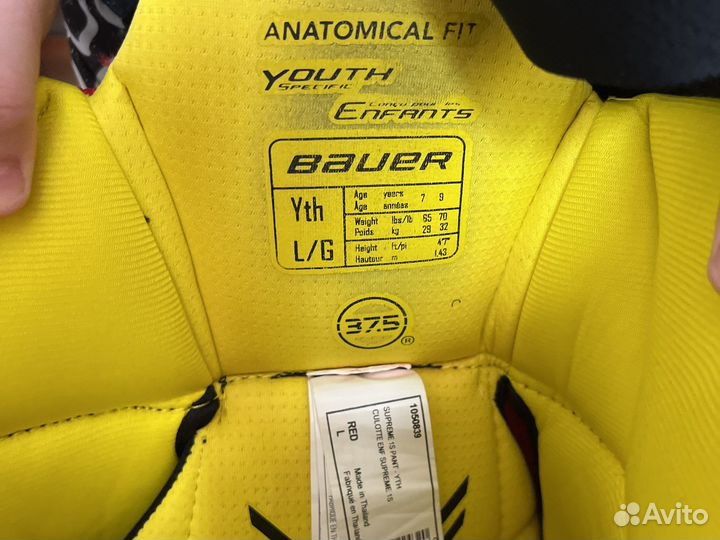 ANATOMICAL FIT
YOUTH
SPECIFIC
Conçu pour les
ENFANTS
BAUER
Yth
L/G
Age years 7 9
Âge années
Weight lbs/lb 65 70
Poids kg 29 32
Height ft/pi 4'7"
Hauteur m 1,43
37.5®
1050839
SUPREME 1S PANT - YTH
CULOTTE ENF SUPREME 1S
RED
L
Made in Thailand
Fabriqué en Thaïlande
Avito